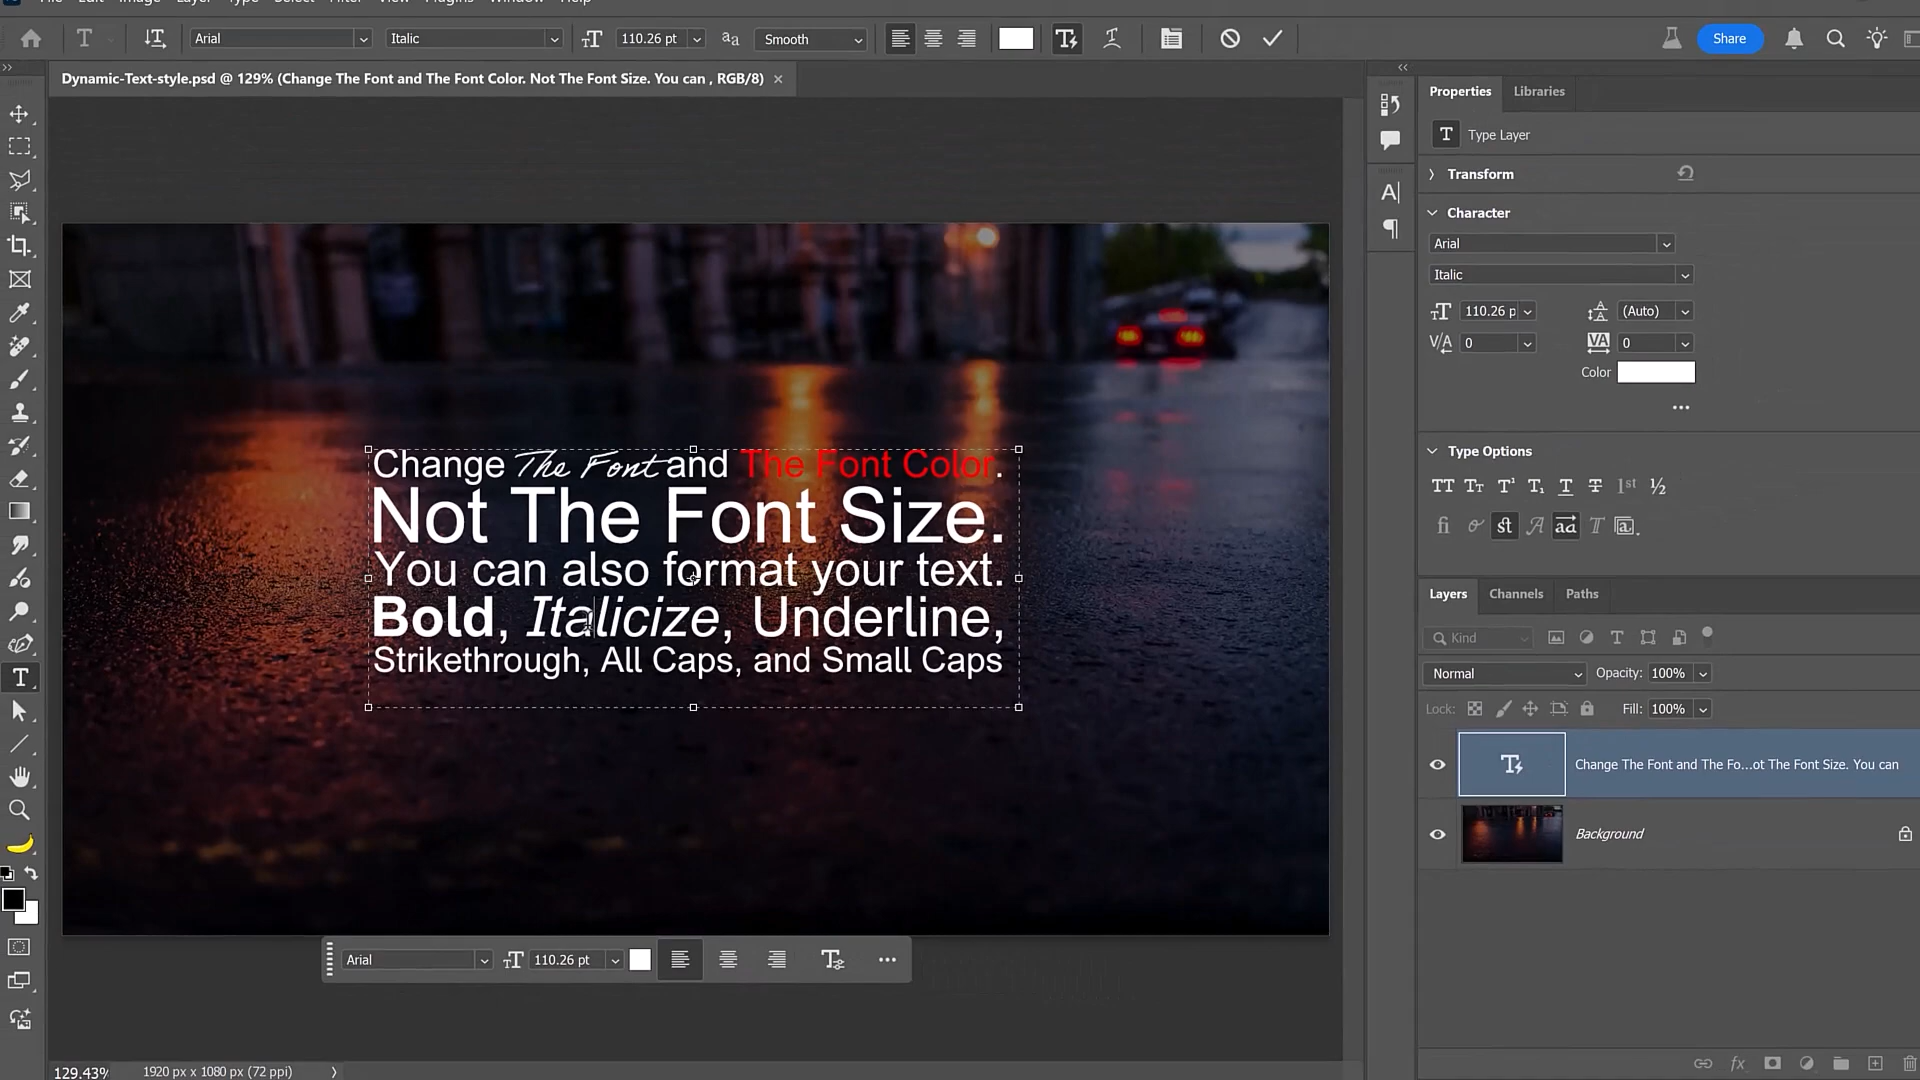 Arial
Italic
110.26 pt
aa
Smooth
Share
Dynamic-Text-style.psd @ 129% (Change The Font and The Font Color. Not The Font Size. You can , RGB/8)
Properties
Libraries
Type Layer
Transform
Character
Arial
Italic
110.26 p
(Auto)
0
0
Color
Type Options
Change The Font and The Font Color.
Not The Font Size.
You can also format your text.
Bold, Italicize, Underline,
Strikethrough, All Caps, and Small Caps
Layers
Channels
Paths
Kind
Normal
Opacity: 100%
Lock:
Fill: 100%
Change The Font and The Fo...ot The Font Size. You can
Background
Arial
110.26 pt
129.43%
1920 px x 1080 px (72 ppi)